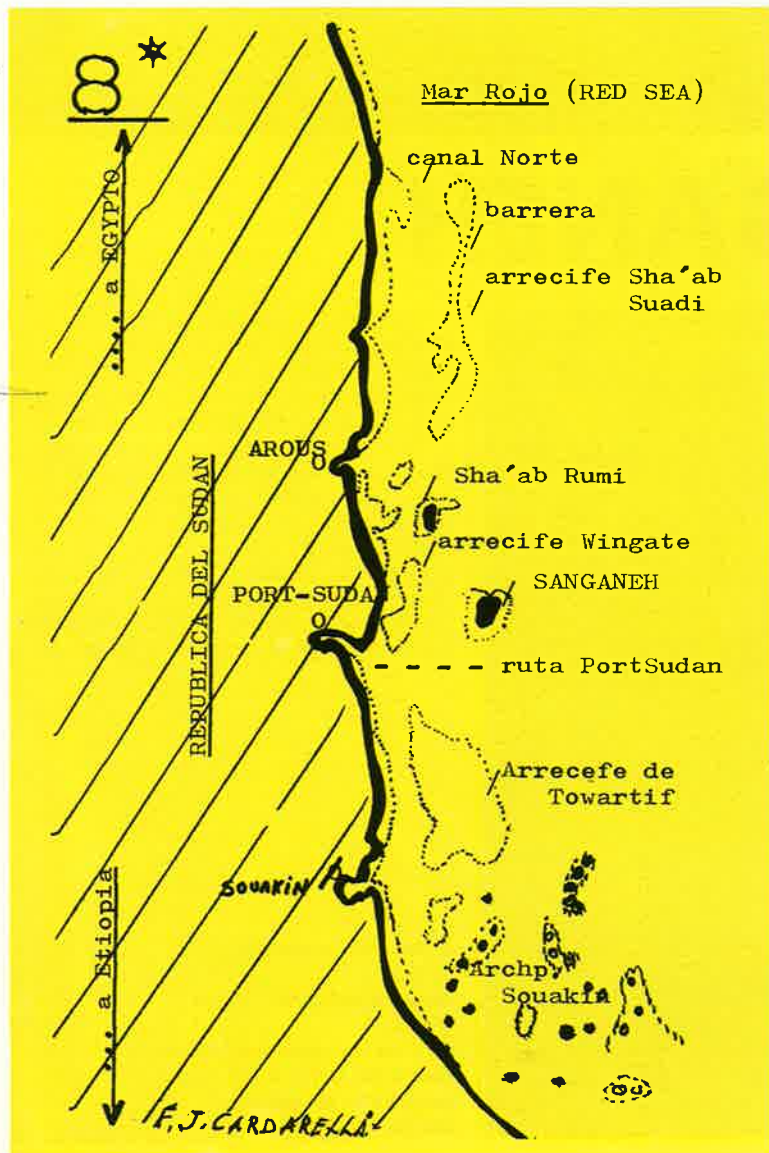 8
Mar Rojo (RED SEA)
canal Norte
barrera
arrecife Sha'ab
Suadi
.... a EGYPTO
AROUS
Sha'ab Rumi
arrecife Wingate
REPUBLICA DEL SUDAN
PORT-SUDAN
SANGANEH
ruta PortSudan
Arrecefe de
Towartif
SOUAKIN
Archp.
Souakin
... a Etiopia
F.J. CARDARELLÁ